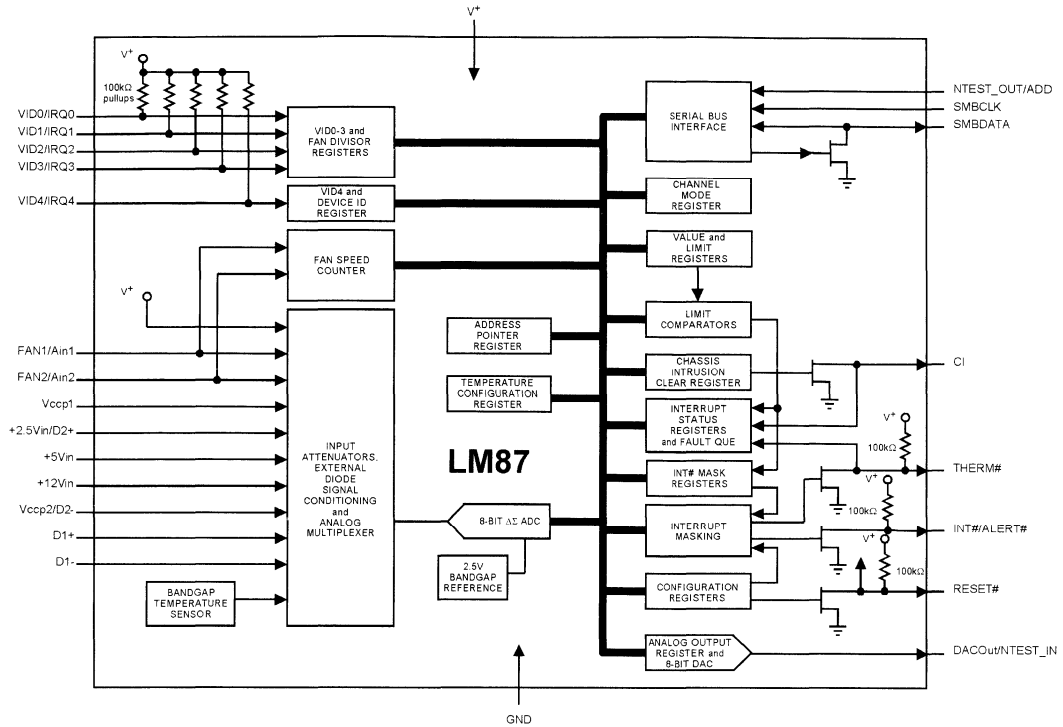 V+
V+
100kΩ
pullups
VID0/IRQ0
VID1/IRQ1
VID2/IRQ2
VID3/IRQ3
VID4/IRQ4
VID0-3 and
FAN DIVISOR
REGISTERS
VID4 and
DEVICE ID
REGISTER
FAN SPEED
COUNTER
V+
FAN1/Ain1
FAN2/Ain2
Vccp1
+2.5Vin/D2+
+5Vin
+12Vin
Vccp2/D2-
D1+
D1-
BANDGAP
TEMPERATURE
SENSOR
INPUT
ATTENUATORS.
EXTERNAL
DIODE
SIGNAL
CONDITIONING
and
ANALOG
MULTIPLEXER
ADDRESS
POINTER
REGISTER
TEMPERATURE
CONFIGURATION
REGISTER
LM87
8-BIT ΔΣ ADC
2.5V
BANDGAP
REFERENCE
SERIAL BUS
INTERFACE
CHANNEL
MODE
REGISTER
VALUE and
LIMIT
REGISTERS
LIMIT
COMPARATORS
CHASSIS
INTRUSION
CLEAR REGISTER
INTERRUPT
STATUS
REGISTERS
and FAULT QUE
INT# MASK
REGISTERS
INTERRUPT
MASKING
CONFIGURATION
REGISTERS
ANALOG OUTPUT
REGISTER and
8-BIT DAC
NTEST_OUT/ADD
SMBCLK
SMBDATA
CI
V+
100kΩ
THERM#
V+
100kΩ
INT#/ALERT#
V+
100kΩ
RESET#
DACOut/NTEST_IN
GND